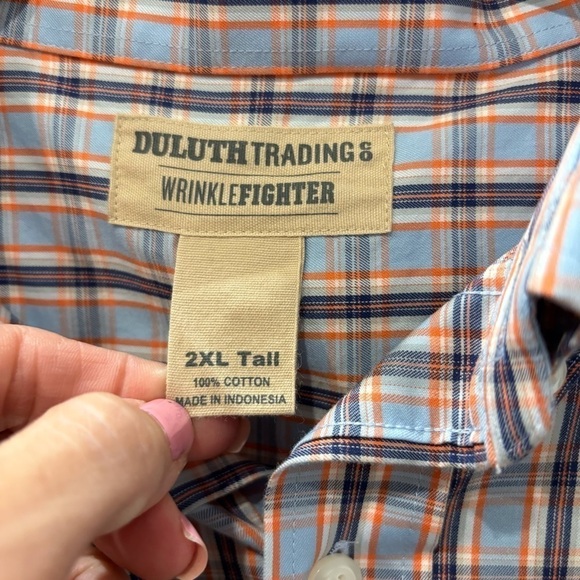 DULUTH TRADING CO
WRINKLEFIGHTER
2XL Tall
100% COTTON
MADE IN INDONESIA